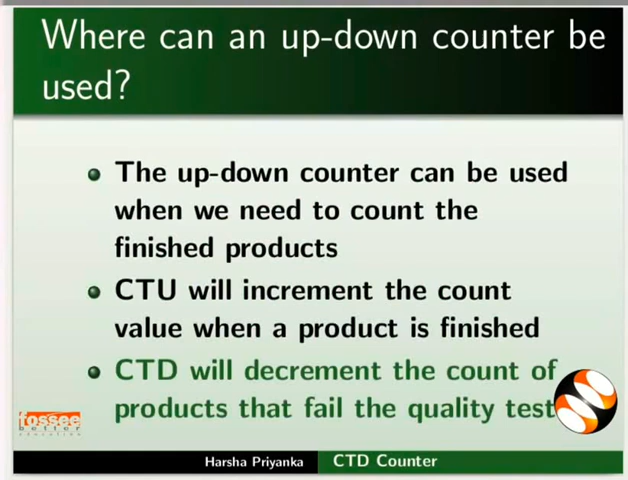 Where can an up-down counter be
used?
The up-down counter can be used
when we need to count the
finished products
CTU will increment the count
value when a product is finished
CTD will decrement the count of
products that fail the quality test
fossee
better
education
Harsha Priyanka
CTD Counter